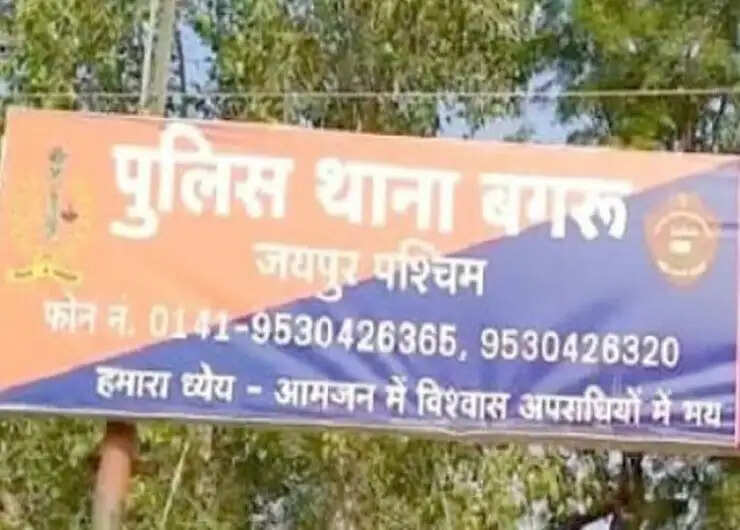 पुलिस थाना बगरू
जयपुर पश्चिम
फोन नं. 0141-9530426365, 9530426320
हमारा ध्येय - आमजन में विश्वास अपराधियों में भय